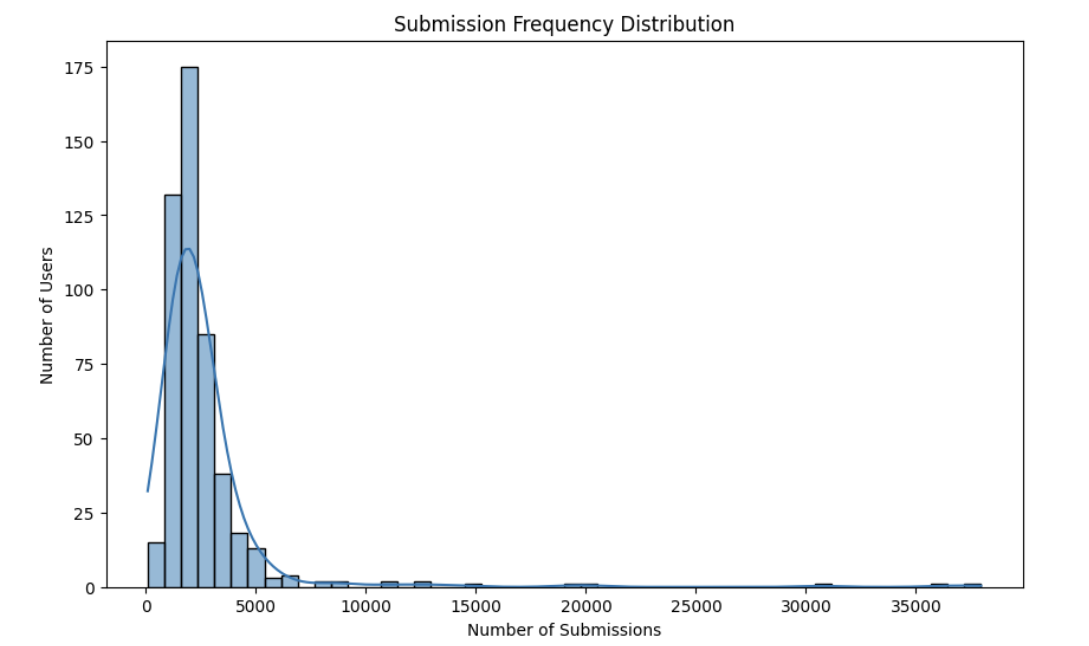 Submission Frequency Distribution
175
150
125
100
75
50
25
0
Number of Users
0 5000 10000 15000 20000 25000 30000 35000
Number of Submissions